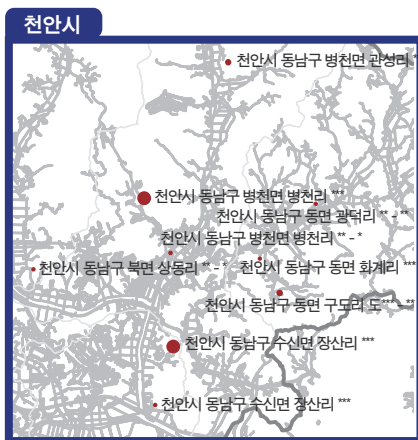 천안시
천안시 동남구 병천면 관성리 *
천안시 동남구 병천면 병천리 ***
천안시 동남구 동면 광덕리 ** - **
천안시 동남구 병천면 병천리 ** - *
천안시 동남구 북면 상동리 ** - *
천안시 동남구 동면 화계리 ***
천안시 동남구 동면 구도리 도*** - **
천안시 동남구 수신면 장산리 ***
천안시 동남구 수신면 장산리 ***